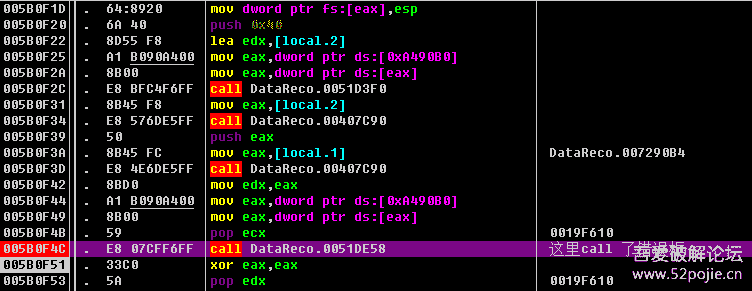 005B0F1D . 64:8920 mov dword ptr fs:[eax],esp
005B0F20 . 6A 40 push 0x40
005B0F22 . 8D55 F8 lea edx,[local.2]
005B0F25 . A1 B090A400 mov eax,dword ptr ds:[0xA490B0]
005B0F2A . 8B00 mov eax,dword ptr ds:[eax]
005B0F2C . E8 BFC4F6FF call DataReco.0051D3F0
005B0F31 . 8B45 F8 mov eax,[local.2]
005B0F34 . E8 576DE5FF call DataReco.00407C90
005B0F39 . 50 push eax
005B0F3A . 8B45 FC mov eax,[local.1] DataReco.007290B4
005B0F3D . E8 4E6DE5FF call DataReco.00407C90
005B0F42 . 8BD0 mov edx,eax
005B0F44 . A1 B090A400 mov eax,dword ptr ds:[0xA490B0]
005B0F49 . 8B00 mov eax,dword ptr ds:[eax]
005B0F4B . 59 pop ecx 0019F610
005B0F4C . E8 07CFF6FF call DataReco.0051DE58 这里call 了错误框
005B0F51 . 33C0 xor eax,eax
005B0F53 . 5A pop edx 0019F610
吾爱破解论坛
www.52pojie.cn